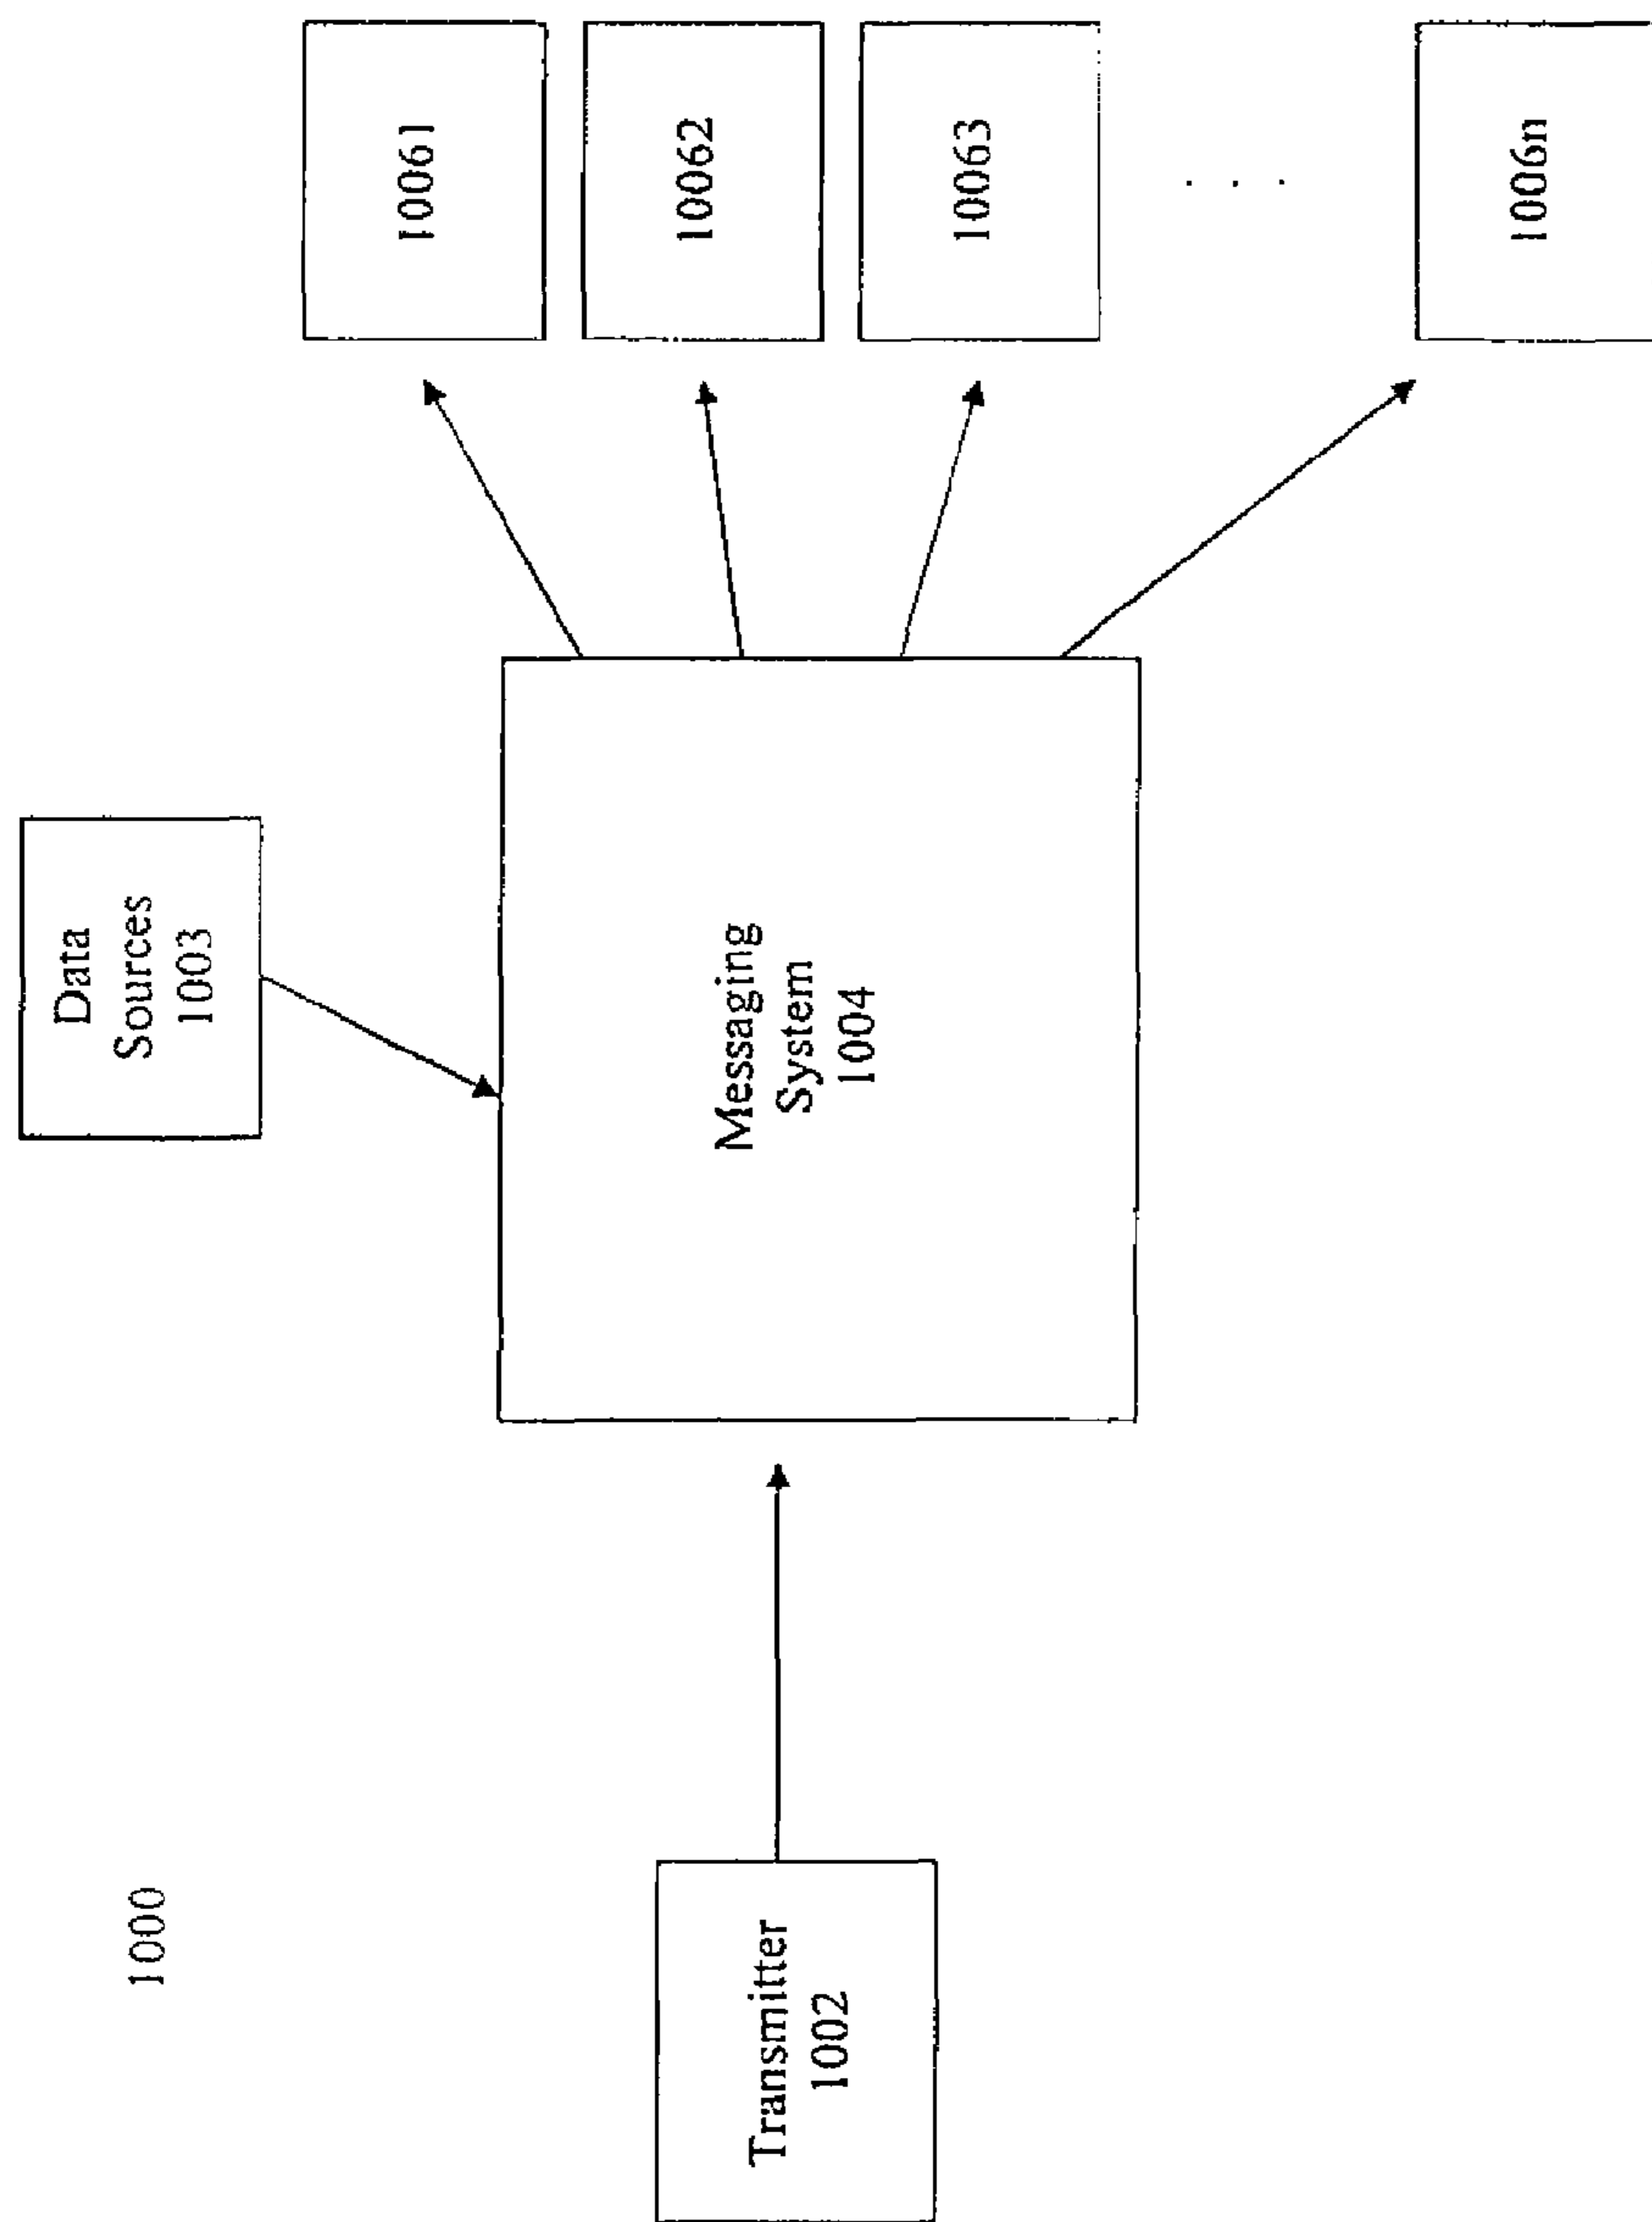 1000
Transmitter
1002
Data
Sources
1003
Messaging
System
1004
10061
10062
10063
. . .
1006n